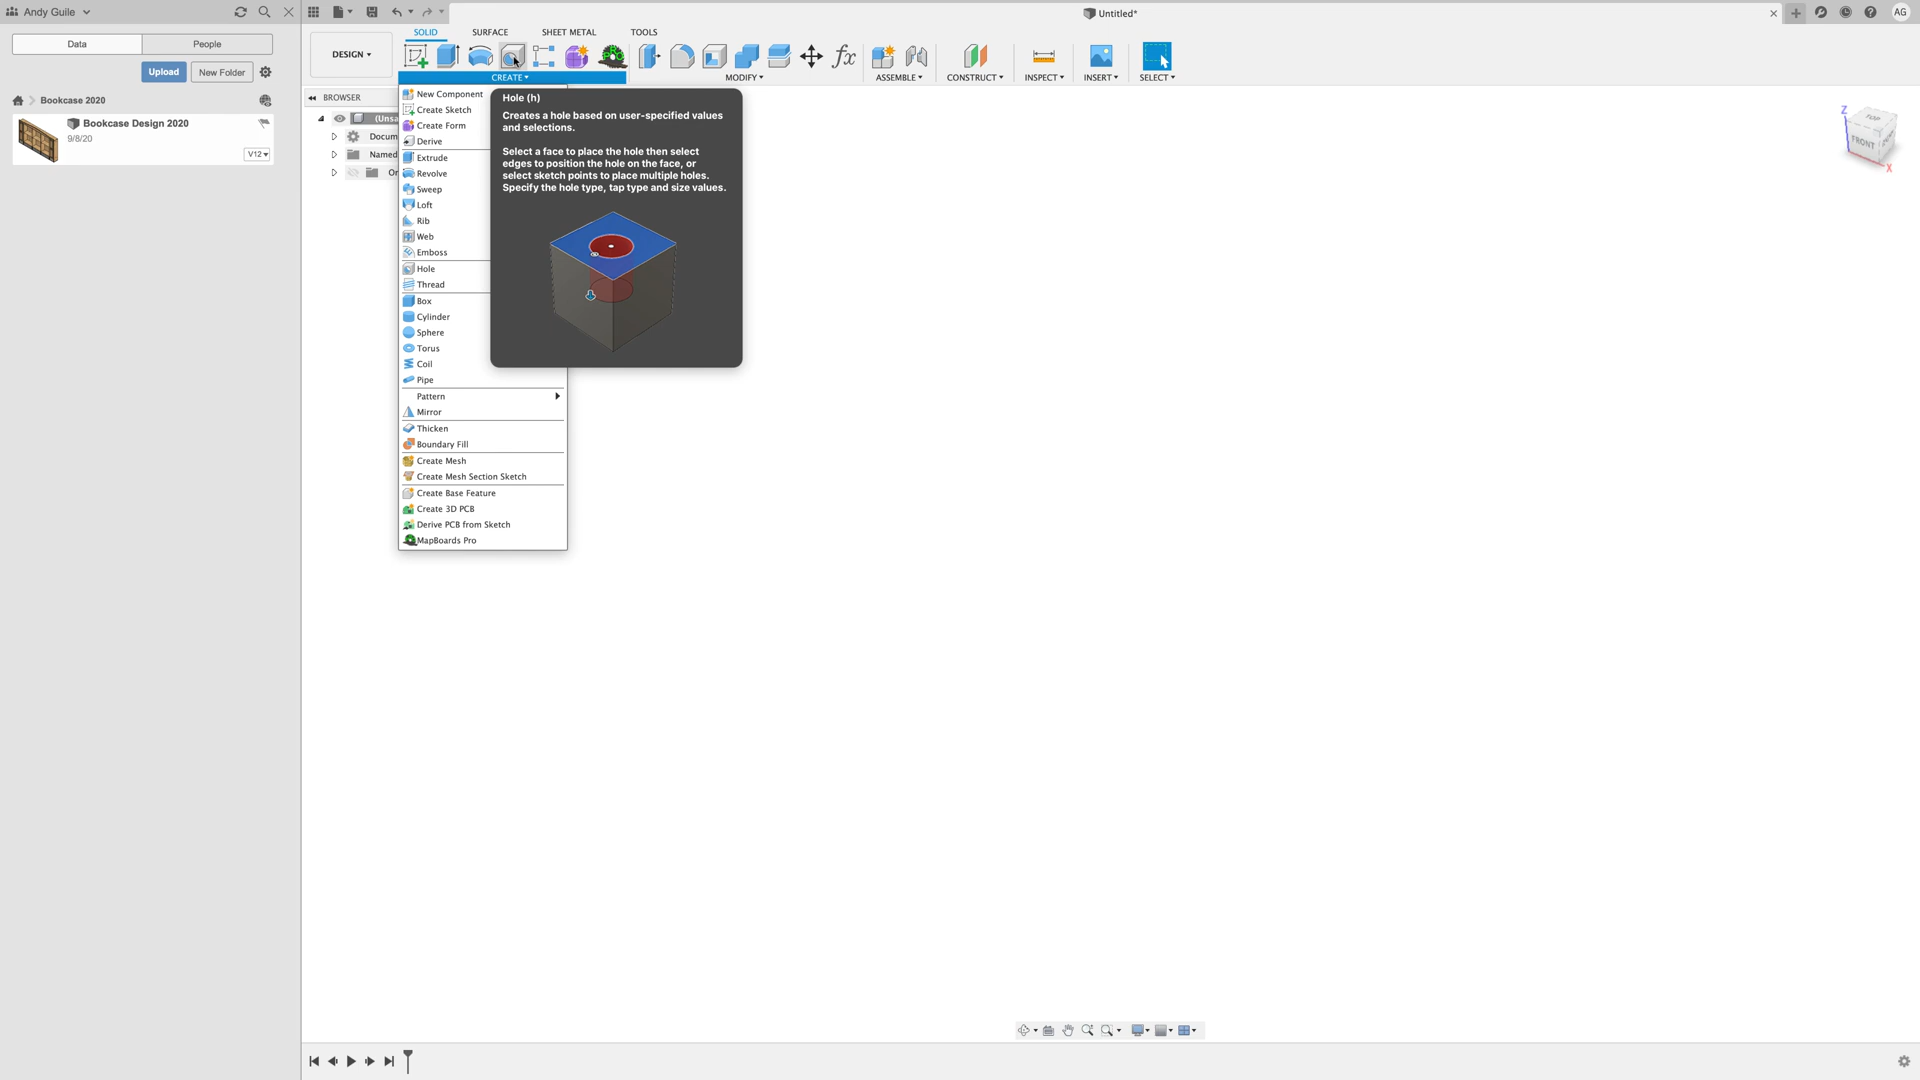 Andy Guile
Untitled*
AG
Data
People
Upload
New Folder
Bookcase 2020
Bookcase Design 2020
9/8/20
V12
DESIGN
SOLID
SURFACE
SHEET METAL
TOOLS
CREATE
MODIFY
ASSEMBLE
CONSTRUCT
INSPECT
INSERT
SELECT
BROWSER
(Unsa
Docum
Named
Or
New Component
Create Sketch
Create Form
Derive
Extrude
Revolve
Sweep
Loft
Rib
Web
Emboss
Hole
Thread
Box
Cylinder
Sphere
Torus
Coil
Pipe
Pattern
Mirror
Thicken
Boundary Fill
Create Mesh
Create Mesh Section Sketch
Create Base Feature
Create 3D PCB
Derive PCB from Sketch
MapBoards Pro
Hole (h)
Creates a hole based on user-specified values
and selections.
Select a face to place the hole then select
edges to position the hole on the face, or
select sketch points to place multiple holes.
Specify the hole type, tap type and size values.
Z
TOP
FRONT
X